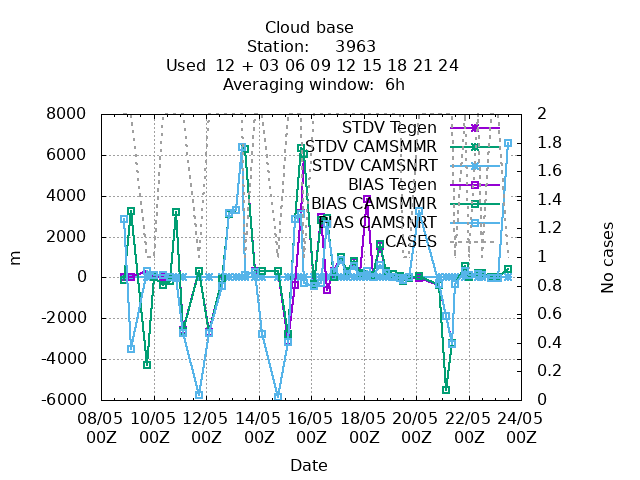 Cloud base
Station:     3963
Used  12 + 03 06 09 12 15 18 21 24
Averaging window:  6h
8000
6000
4000
2000
0
-2000
-4000
-6000
m
2
1.8
1.6
1.4
1.2
1
0.8
0.6
0.4
0.2
0
No cases
STDV Tegen
STDV CAMSMMR
STDV CAMSNRT
BIAS Tegen
BIAS CAMSMMR
BIAS CAMSNRT
CASES
08/05 10/05 12/05 14/05 16/05 18/05 20/05 22/05 24/05
00Z 00Z 00Z 00Z 00Z 00Z 00Z 00Z 00Z
Date